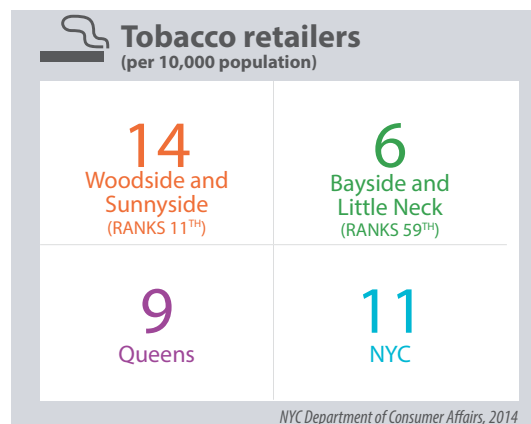 Tobacco retailers
(per 10,000 population)
14
Woodside and
Sunnyside
(RANKS 11TH)
6
Bayside and
Little Neck
(RANKS 59TH)
9
Queens
11
NYC
NYC Department of Consumer Affairs, 2014